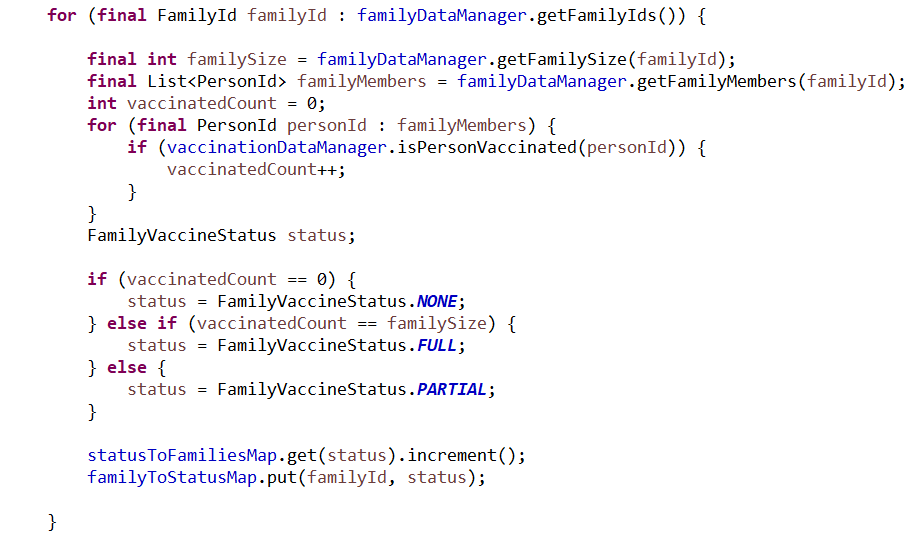 for (final FamilyId familyId : familyDataManager.getFamilyIds()) {
final int familySize = familyDataManager.getFamilySize(familyId);
final List<PersonId> familyMembers = familyDataManager.getFamilyMembers(familyId);
int vaccinatedCount = 0;
for (final PersonId personId : familyMembers) {
if (vaccinationDataManager.isPersonVaccinated(personId)) {
vaccinatedCount++;
}
}
FamilyVaccineStatus status;
if (vaccinatedCount == 0) {
status = FamilyVaccineStatus.NONE;
} else if (vaccinatedCount == familySize) {
status = FamilyVaccineStatus.FULL;
} else {
status = FamilyVaccineStatus.PARTIAL;
}
statusToFamiliesMap.get(status).increment();
familyToStatusMap.put(familyId, status);
}